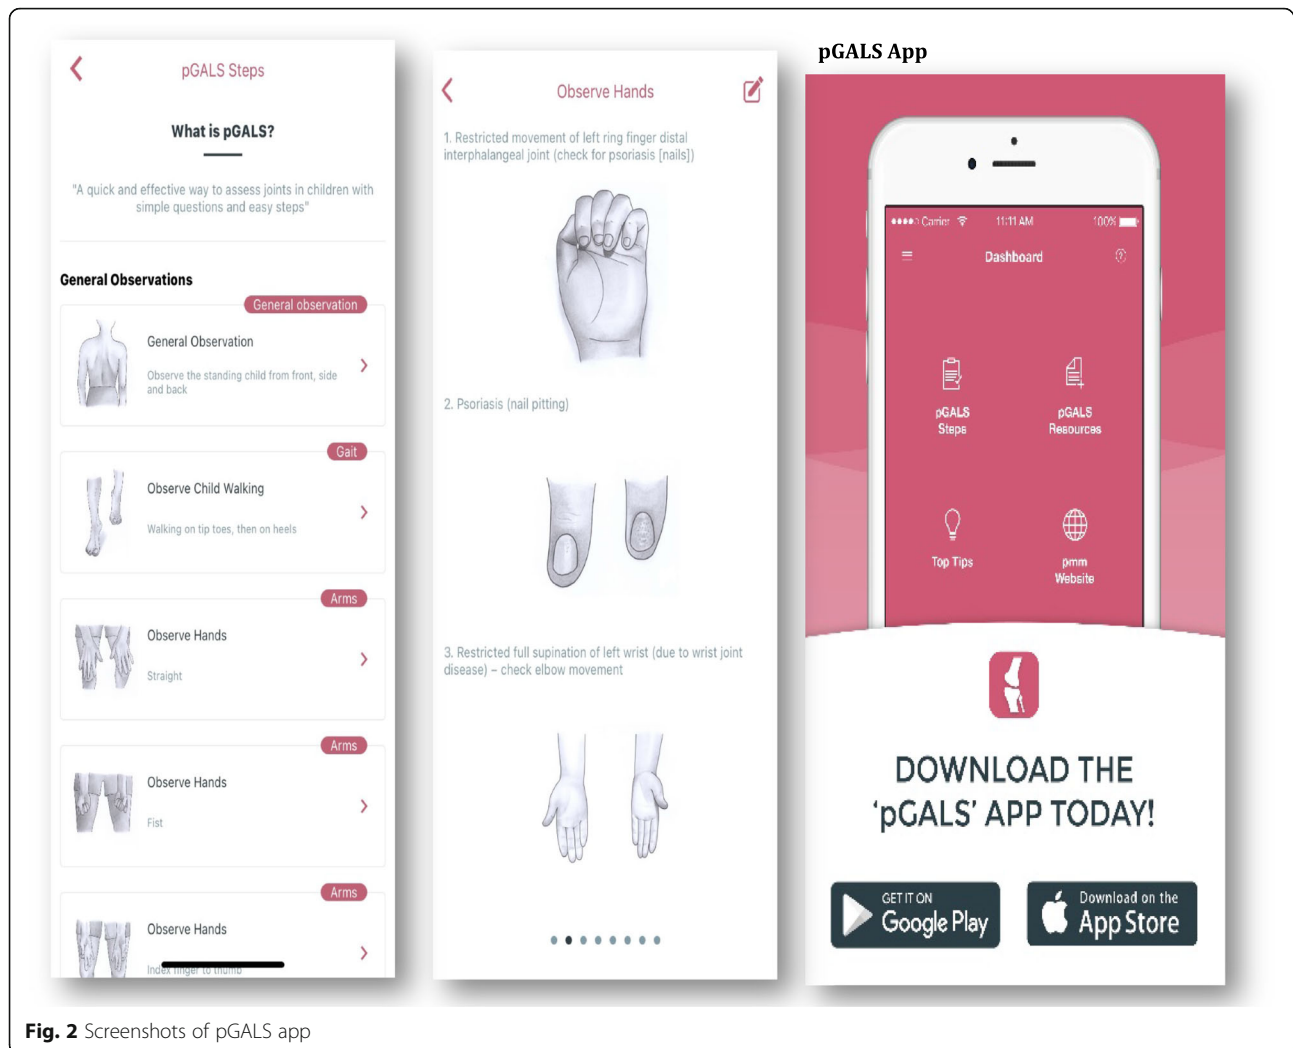 pGALS Steps
What is pGALS?
"A quick and effective way to assess joints in children with
simple questions and easy steps"
General Observations
General observation
General Observation
Observe the standing child from front, side
and back
Gait
Observe Child Walking
Walking on tip toes, then on heels
Arms
Observe Hands
Straight
Arms
Observe Hands
Fist
Arms
Observe Hands
Index finger to thumb
Observe Hands
1. Restricted movement of left ring finger distal
interphalangeal joint (check for psoriasis [nails])
2. Psoriasis (nail pitting)
3. Restricted full supination of left wrist (due to wrist joint
disease) – check elbow movement
pGALS App
Carrier 11:11 AM 100%
Dashboard
pGALS
Steps
pGALS
Resources
Top Tips
pmm
Website
DOWNLOAD THE
‘pGALS’ APP TODAY!
GET IT ON
Google Play
Download on the
App Store
Fig. 2 Screenshots of pGALS app